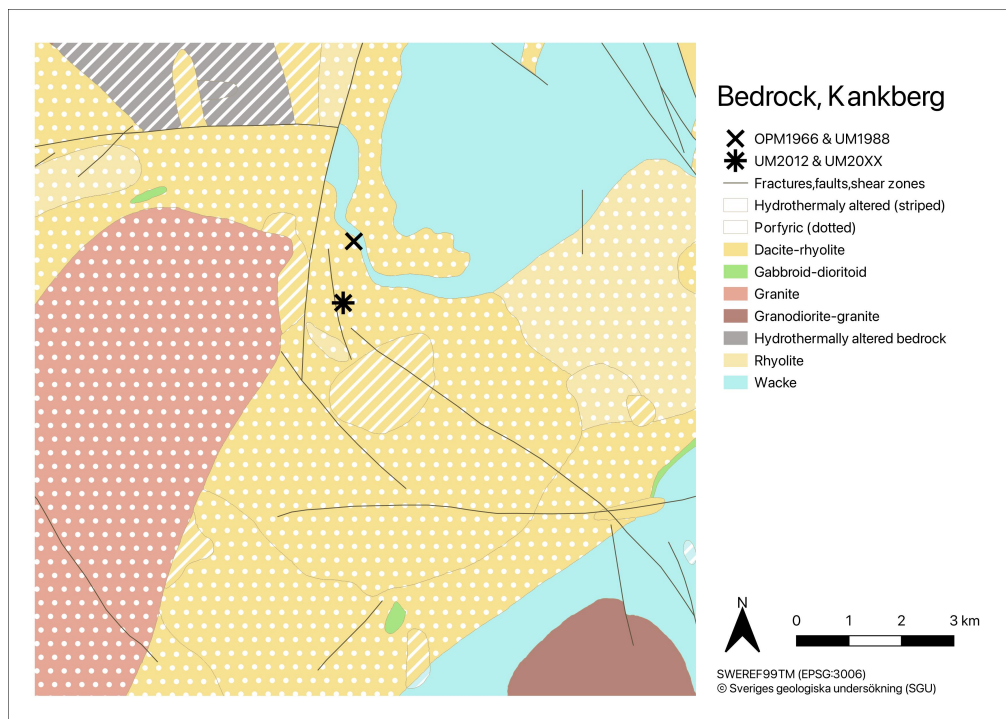 Bedrock, Kankberg
OPM1966 & UM1988
UM2012 & UM20XX
Fractures,faults,shear zones
Hydrothermaly altered (striped)
Porfyric (dotted)
Dacite-rhyolite
Gabbroid-dioritoid
Granite
Granodiorite-granite
Hydrothermally altered bedrock
Rhyolite
Wacke
N
0 1 2 3 km
SWEREF99TM (EPSG:3006)
© Sveriges geologiska undersökning (SGU)